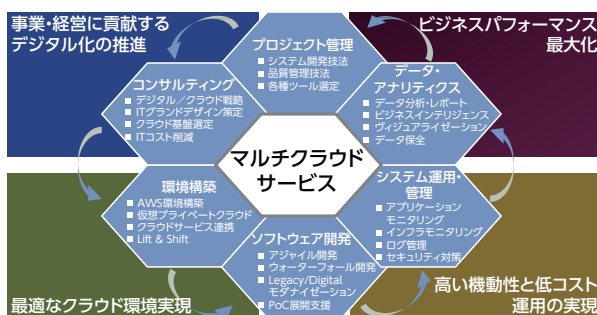 事業・経営に貢献する
デジタル化の推進
ビジネスパフォーマンス
最大化
プロジェクト管理
■ システム開発技法
■ 品質管理技法
■ 各種ツール選定
コンサルティング
■ デジタル／クラウド戦略
■ ITグランドデザイン策定
■ クラウド基盤選定
■ ITコスト削減
データ・
アナリティクス
■ データ分析・レポート
■ ビジネスインテリジェンス
■ ヴィジュアライゼーション
■ データ保全
マルチクラウド
サービス
環境構築
■ AWS環境構築
■ 仮想プライベートクラウド
■ クラウドサービス連携
■ Lift & Shift
システム運用・
管理
■ アプリケーション
モニタリング
■ インフラモニタリング
■ ログ管理
■ セキュリティ対策
ソフトウェア開発
■ アジャイル開発
■ ウォーターフォール開発
■ Legacy/Digital
モダナイゼーション
■ PoC展開支援
最適なクラウド環境実現
高い機動性と低コスト
運用の実現